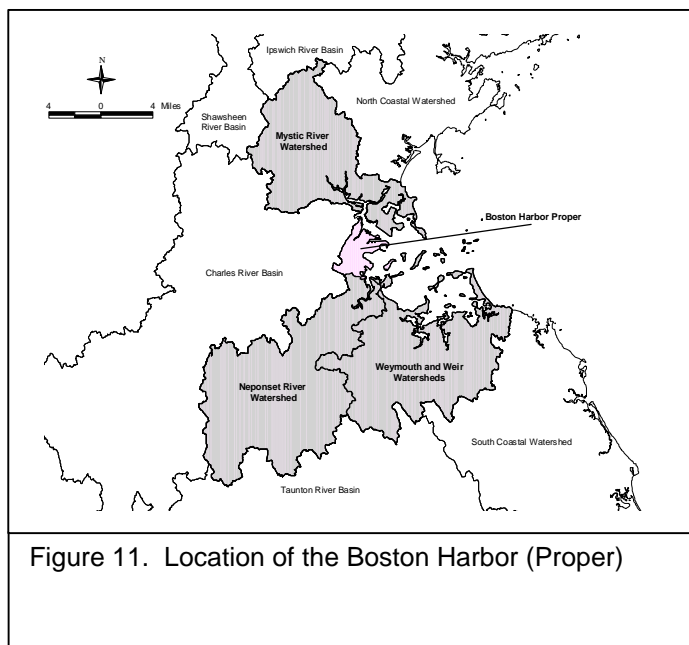 Ipswich River Basin
N
North Coastal Watershed
4 0 4 Miles
Shawsheen
River Basin
Mystic River
Watershed
Boston Harbor Proper
Charles River Basin
Weymouth and Weir
Watersheds
Neponset River
Watershed
South Coastal Watershed
Taunton River Basin
Figure 11. Location of the Boston Harbor (Proper)